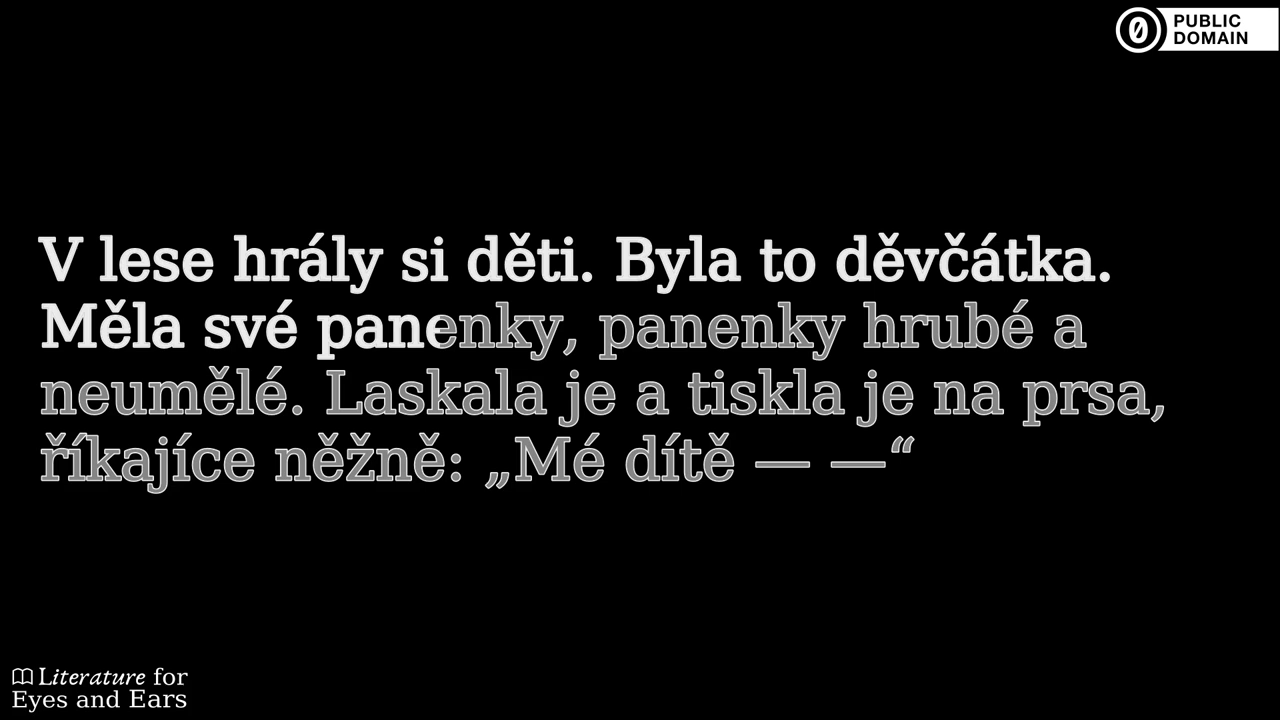 PUBLIC
DOMAIN
V lese hrály si děti. Byla to děvčátka.
Měla své panenky, panenky hrubé a
neumělé. Laskala je a tiskla je na prsa,
říkajíce něžně: „Mé dítě — —“
Literature for
Eyes and Ears